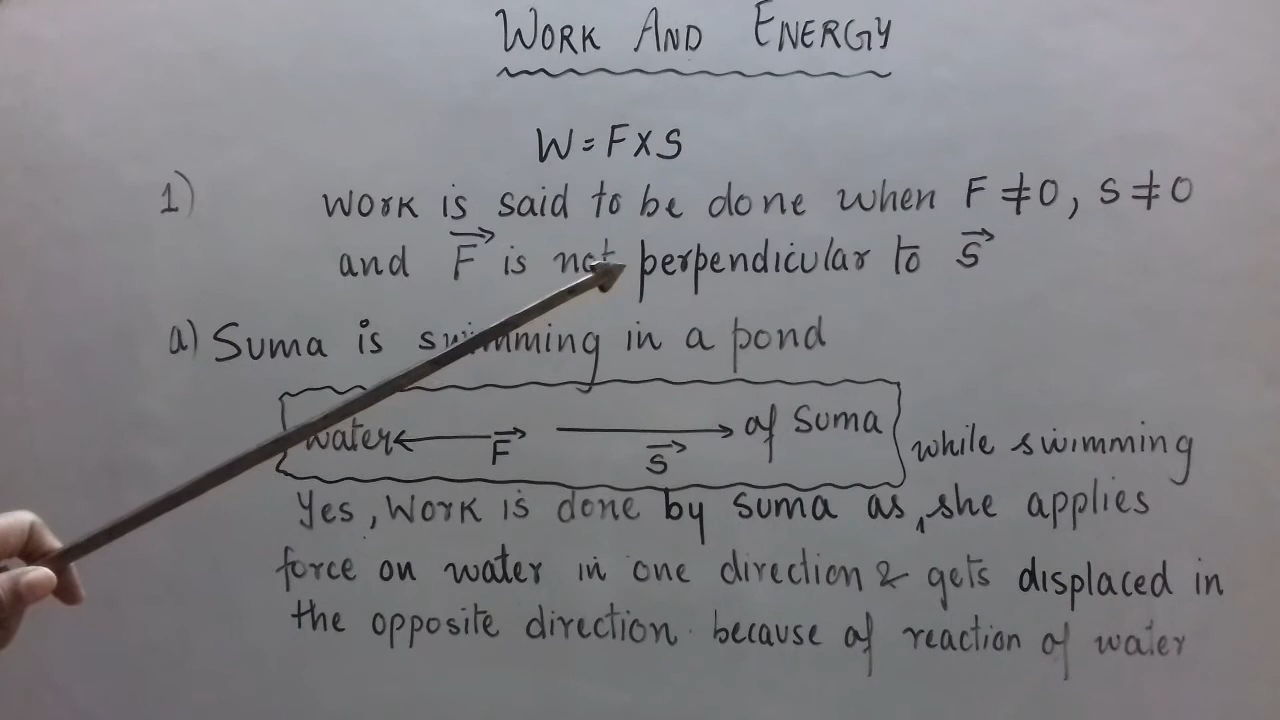 WORK AND ENERGY
W = F X S
1) Work is said to be done when F ≠ 0, S ≠ 0
and F⃗ is not perpendicular to S⃗
a) Suma is swimming in a pond
water ← F⃗ → S⃗ of Suma while swimming
Yes, Work is done by Suma as, she applies
force on water in one direction & gets displaced in
the opposite direction because of reaction of water